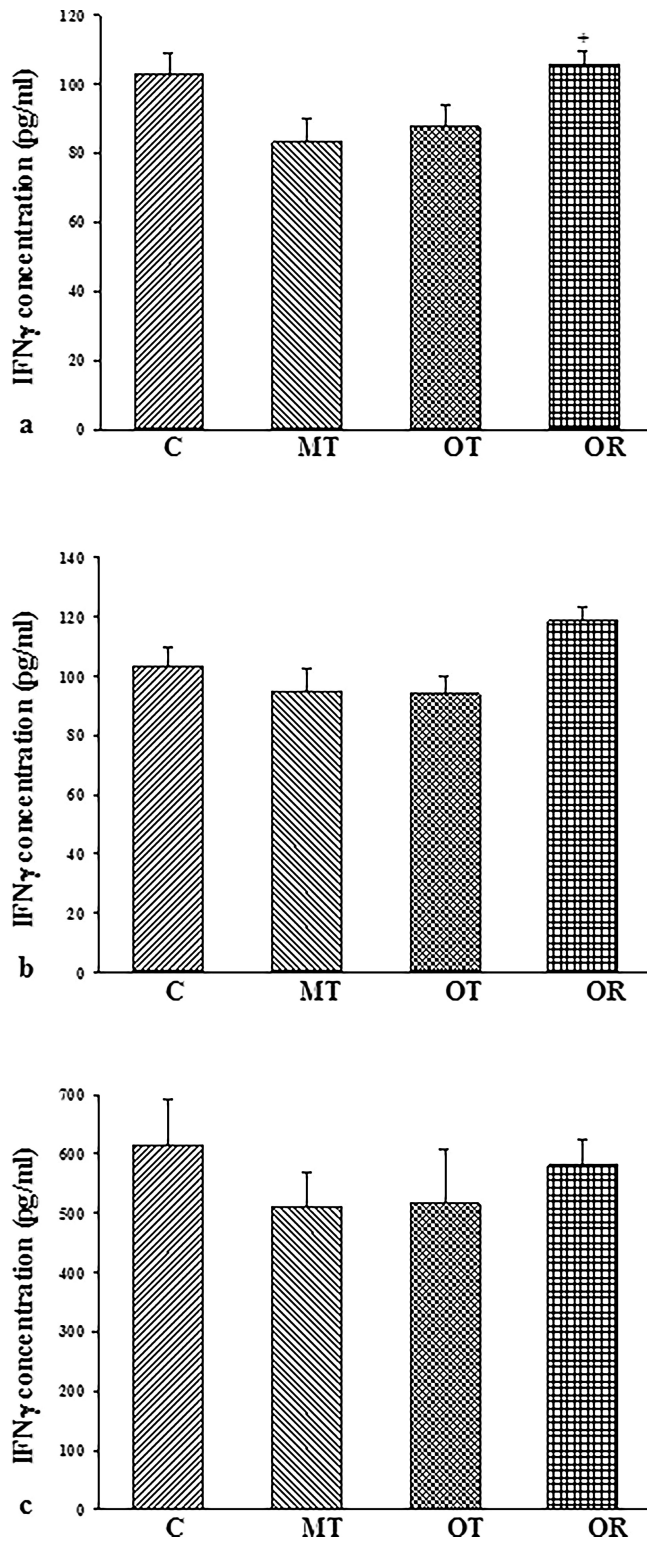 120
100
80
60
40
20
0
IFNγ concentration (pg/ml)
+
a
C MT OT OR
140
120
100
80
60
40
20
0
IFNγ concentration (pg/ml)
b
C MT OT OR
700
600
500
400
300
200
100
0
IFNγ concentration (pg/ml)
c
C MT OT OR